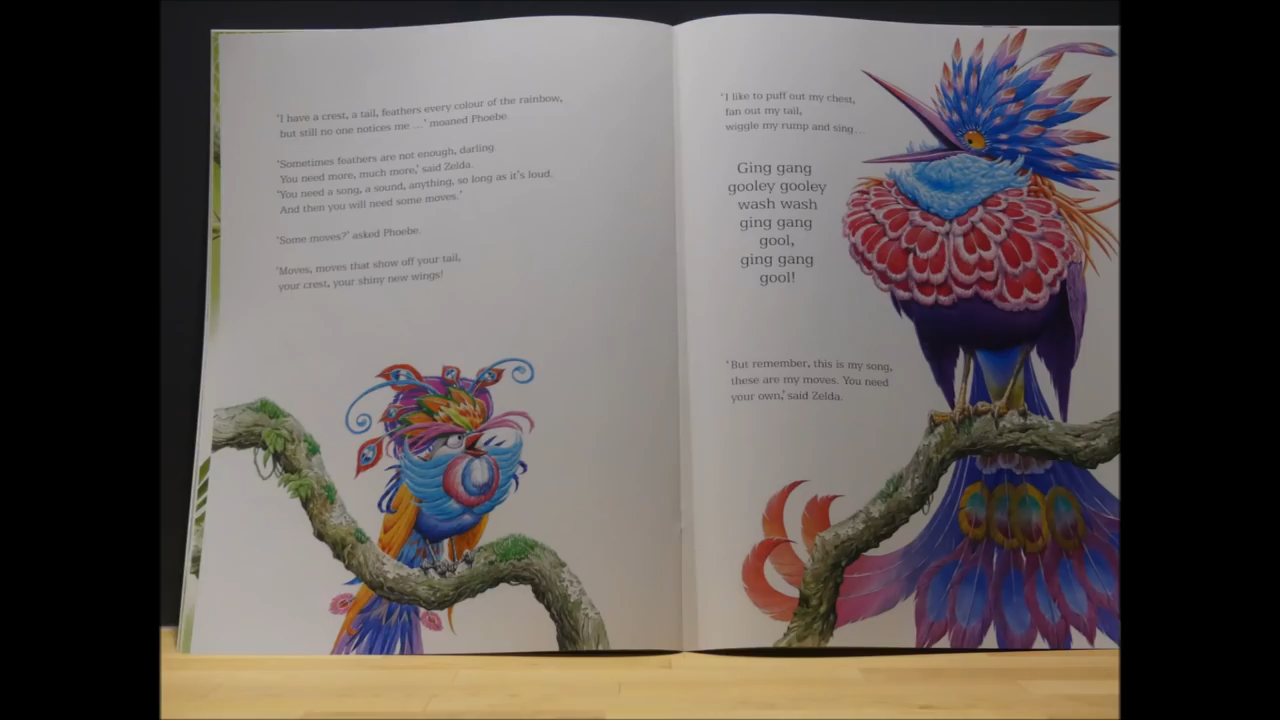 ‘I have a crest, a tail, feathers every colour of the rainbow,
but still no one notices me ...’ moaned Phoebe.
‘Sometimes feathers are not enough, darling.
You need more, much more,’ said Zelda.
‘You need a song, a sound, anything, so long as it’s loud.
And then you will need some moves.’
‘Some moves?’ asked Phoebe.
‘Moves, moves that show off your tail,
your crest, your shiny new wings!
‘I like to puff out my chest,
fan out my tail,
wiggle my rump and sing ...
Ging gang
gooley gooley
wash wash
ging gang
gool,
ging gang
gool!
‘But remember, this is my song,
these are my moves. You need
your own,’ said Zelda.